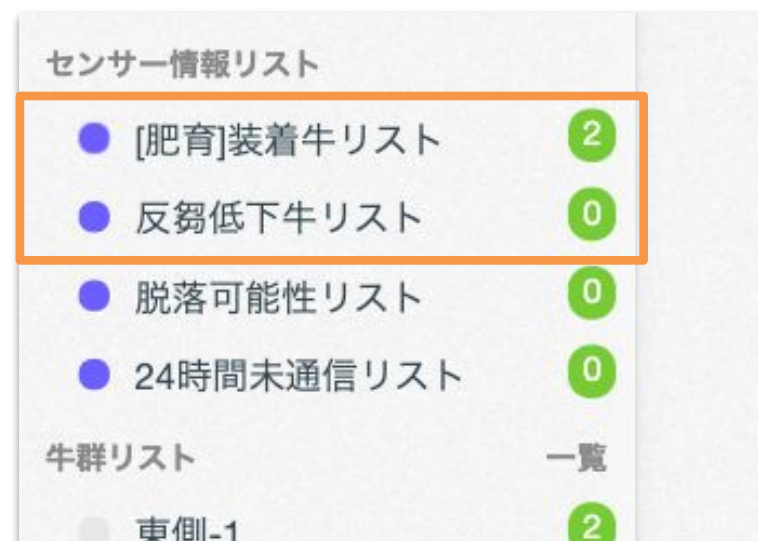 センサー情報リスト
[肥育]装着牛リスト 2
反芻低下牛リスト 0
脱落可能性リスト 0
24時間未通信リスト 0
牛群リスト 一覧
東側-1 2